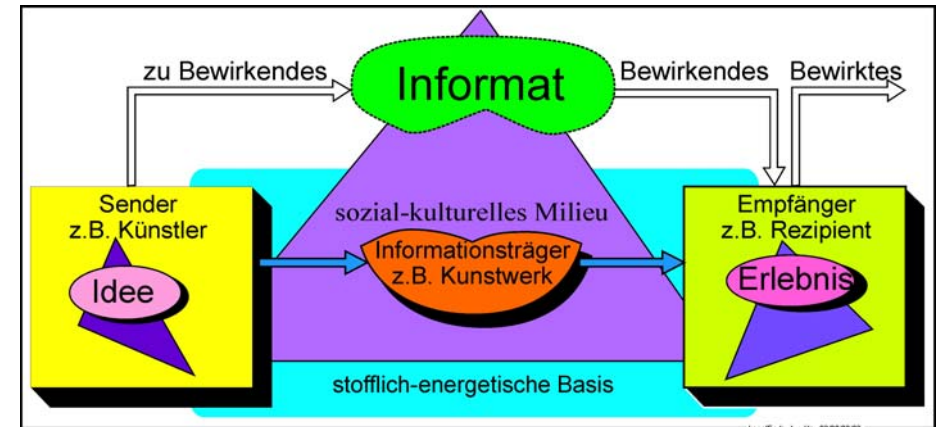 zu Bewirkendes
Informat
Bewirkendes
Bewirktes
Sender
z.B. Künstler
Idee
sozial-kulturelles Milieu
Informationsträger
z.B. Kunstwerk
Empfänger
z.B. Rezipient
Erlebnis
stofflich-energetische Basis